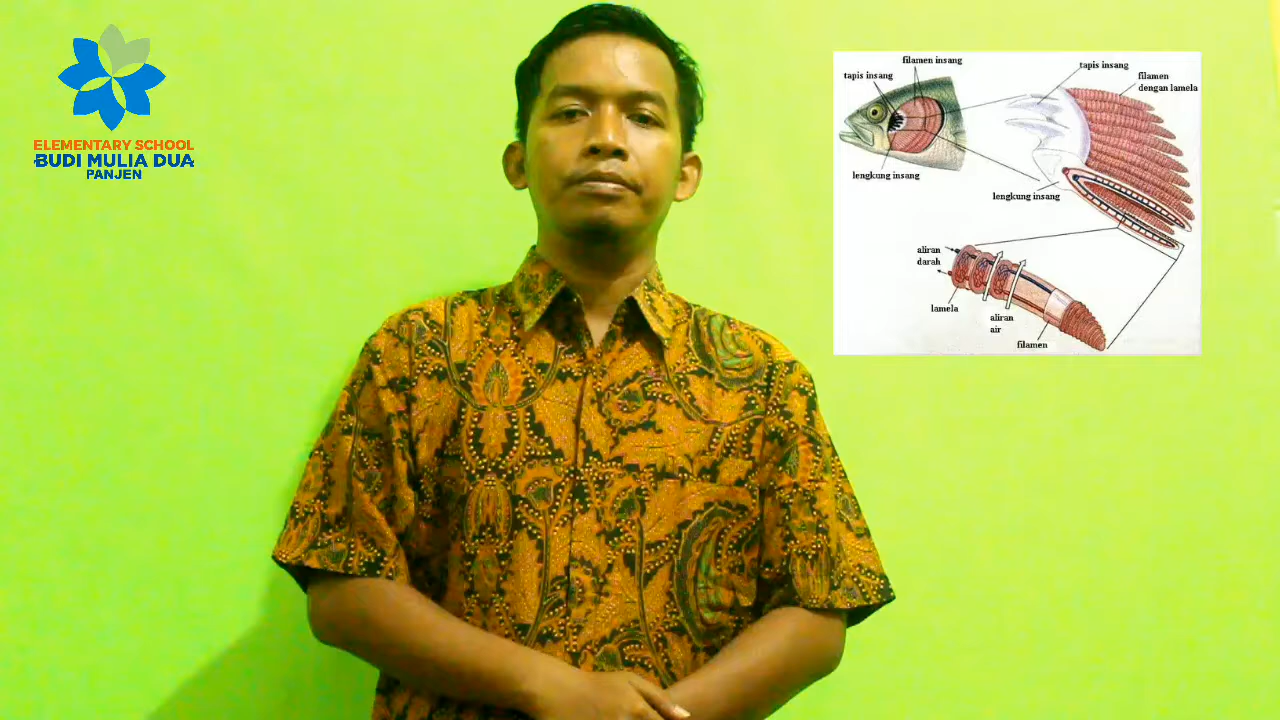 ELEMENTARY SCHOOL
BUDI MULIA DUA
PANJEN
filamen insang
tapis insang
lengkung insang
tapis insang
filamen
dengan lamela
lengkung insang
aliran
darah
lamela
aliran
air
filamen